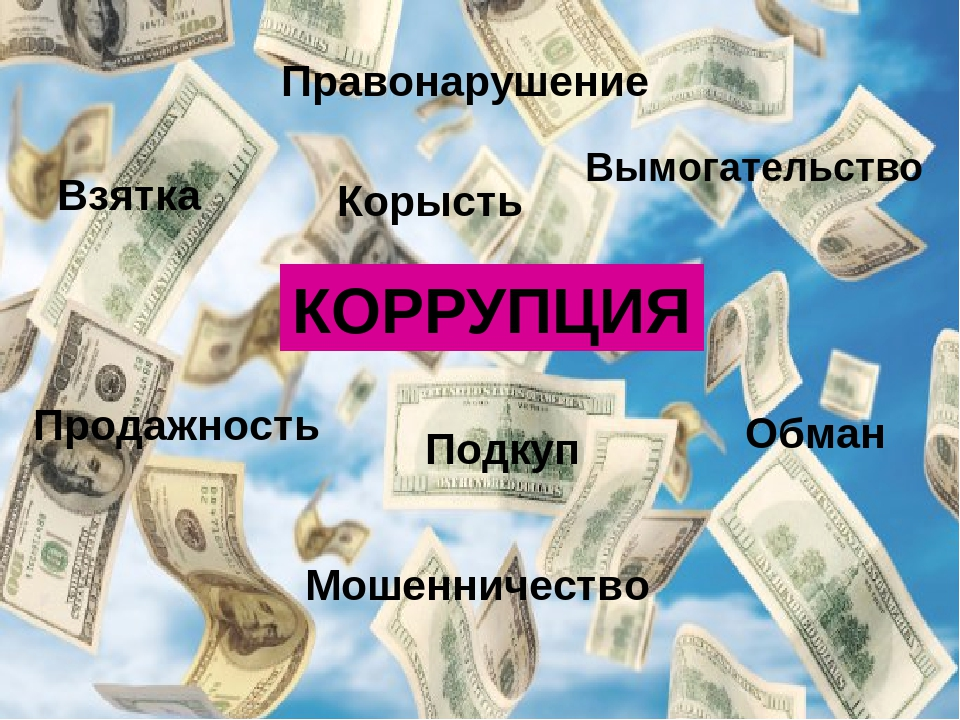 Правонарушение
Вымогательство
Взятка
Корысть
КОРРУПЦИЯ
Продажность
Подкуп
Обман
Мошенничество